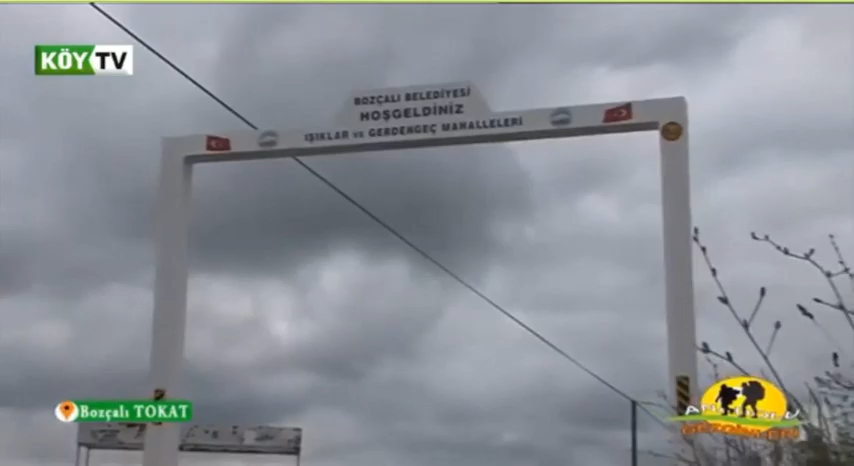 KÖY TV
BOZÇALI BELEDİYESİ
HOŞGELDİNİZ
IŞIKLAR VE GERDENGEÇ MAHALLELERİ
Bozçalı TOKAT